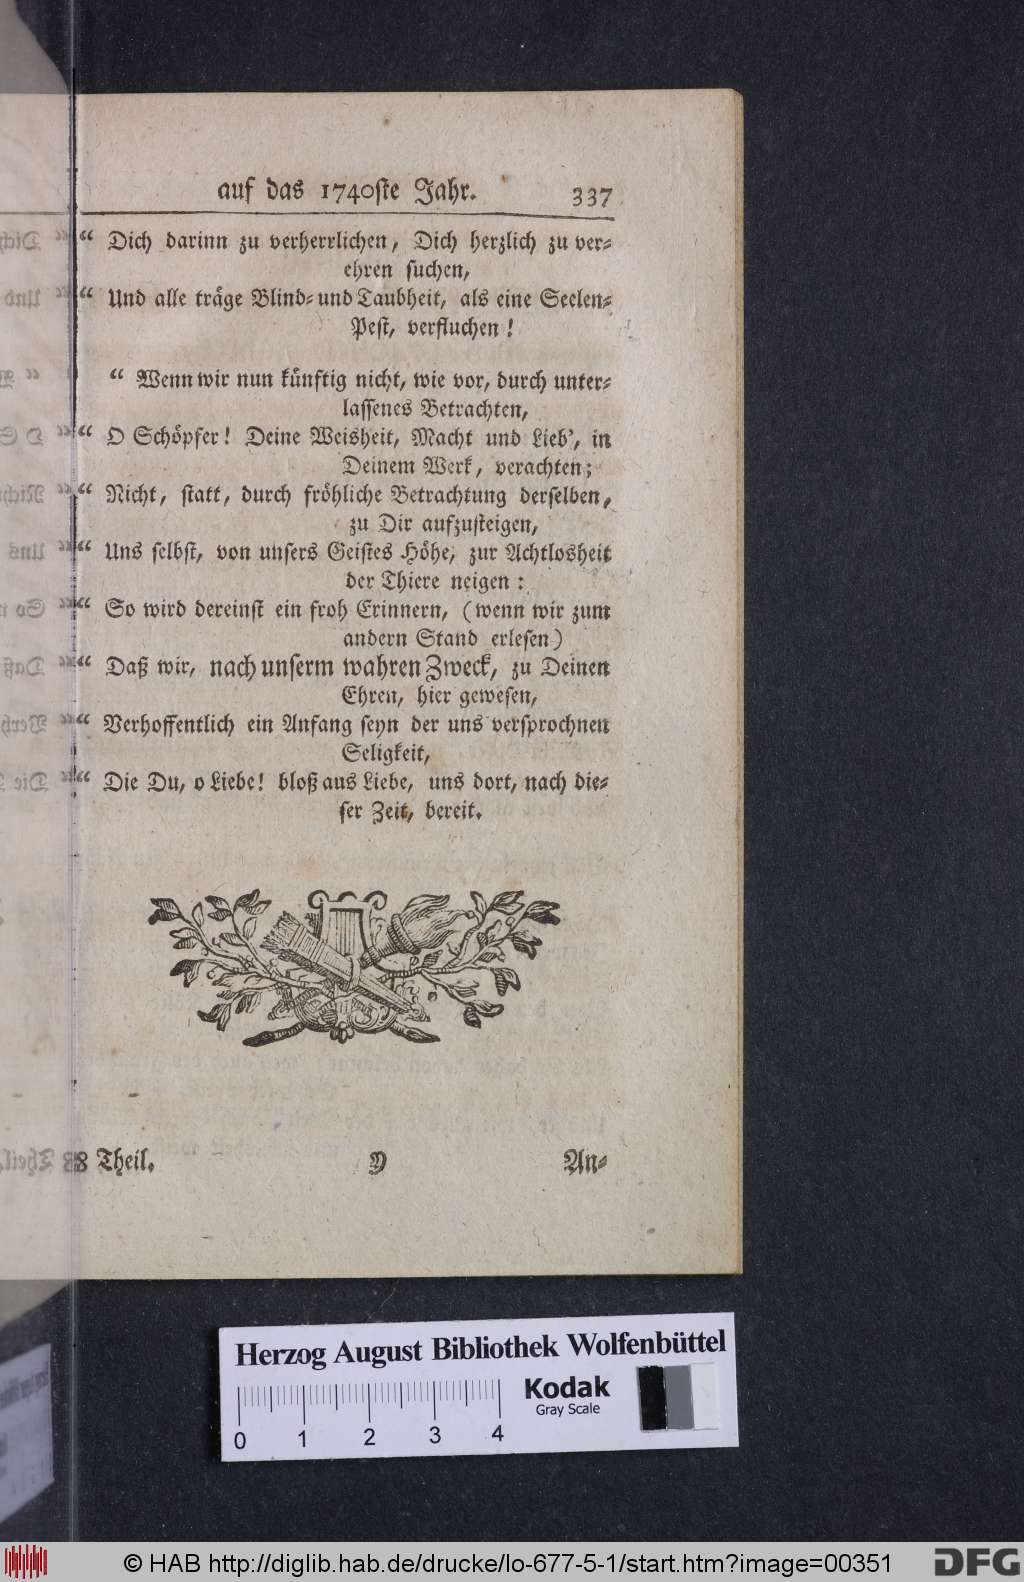 auf das 1740ste Jahr. 337
“ Dich darinn zu verherrlichen, Dich herzlich zu ver-
ehren suchen,
“ Und alle träge Blind- und Taubheit, als eine Seelen-
Pest, verfluchen!
“ Wenn wir nun künftig nicht, wie vor, durch unter-
lassenes Betrachten,
“ O Schöpfer! Deine Weisheit, Macht und Lieb', in
Deinem Werk, verachten;
“ Nicht, statt, durch fröhliche Betrachtung derselben,
zu Dir aufzusteigen,
“ Uns selbst, von unsers Geistes Höhe, zur Achtlosheit
der Thiere neigen:
“ So wird dereinst ein froh Erinnern, (wenn wir zum
andern Stand erlesen)
“ Daß wir, nach unserm wahren Zweck, zu Deinen
Ehren, hier gewesen,
“ Verhoffentlich ein Anfang seyn der uns versprochnen
Seligkeit,
“ Die Du, o Liebe! bloß aus Liebe, uns dort, nach die-
ser Zeit, bereit.
8 Theil. Y An-
Herzog August Bibliothek Wolfenbüttel
Kodak
Gray Scale
0 1 2 3 4
© HAB http://diglib.hab.de/drucke/lo-677-5-1/start.htm?image=00351
DFG